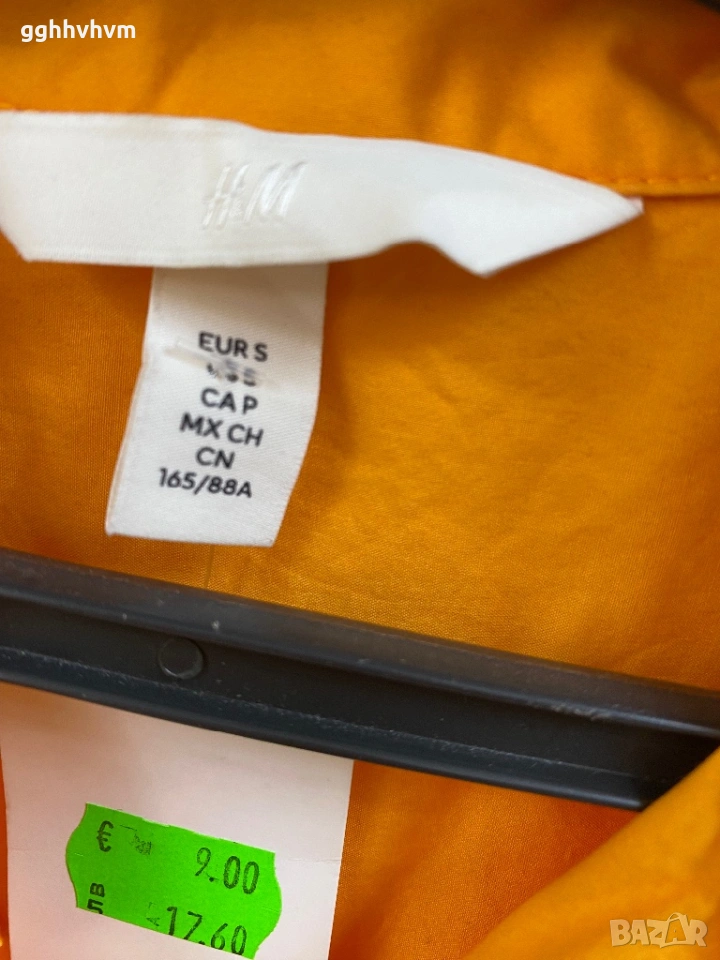 gghhvhvm
H&M
EUR S
CA P
MX CH
CN
165/88A
€ 9.00
лв 17.60
BAZAR